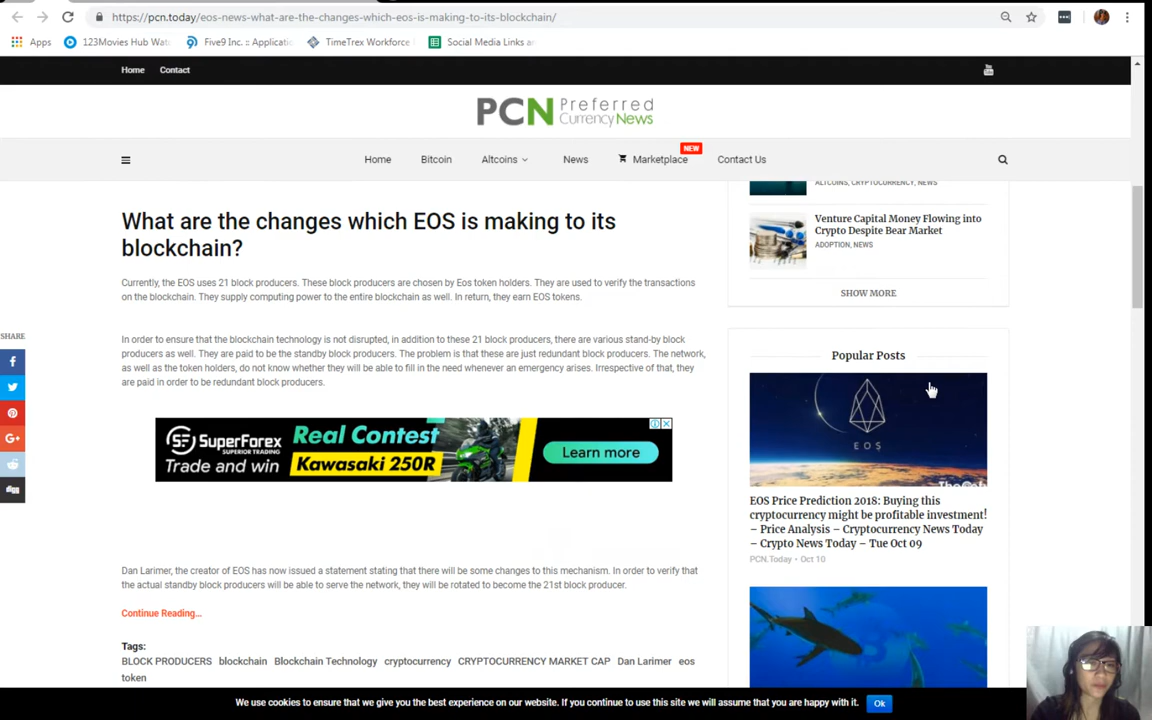 https://pcn.today/eos-news-what-are-the-changes-which-eos-is-making-to-its-blockchain/
Apps 123Movies Hub Wat Five9 Inc. :: Applicati TimeTrex Workforce Social Media Links a
Home Contact
You
PCN Preferred
Currency News
NEW
Home Bitcoin Altcoins News Marketplace Contact Us
ALTCOINS, CRYPTOCURRENCY, NEWS
Venture Capital Money Flowing into
Crypto Despite Bear Market
ADOPTION, NEWS
SHOW MORE
What are the changes which EOS is making to its
blockchain?
Currently, the EOS uses 21 block producers. These block producers are chosen by Eos token holders. They are used to verify the transactions
on the blockchain. They supply computing power to the entire blockchain as well. In return, they earn EOS tokens.
SHARE
In order to ensure that the blockchain technology is not disrupted, in addition to these 21 block producers, there are various stand-by block
producers as well. They are paid to be the standby block producers. The problem is that these are just redundant block producers. The network,
as well as the token holders, do not know whether they will be able to fill in the need whenever an emergency arises. Irrespective of that, they
are paid in order to be redundant block producers.
SF SUPERFOREX
SUPERIOR TRADING
Trade and win
Real Contest
Kawasaki 250R
Learn more
Dan Larimer, the creator of EOS has now issued a statement stating that there will be some changes to this mechanism. In order to verify that
the actual standby block producers will be able to serve the network, they will be rotated to become the 21st block producer.
Continue Reading...
Tags:
BLOCK PRODUCERS blockchain Blockchain Technology cryptocurrency CRYPTOCURRENCY MARKET CAP Dan Larimer eos
token
Popular Posts
EOS
EOS Price Prediction 2018: Buying this
cryptocurrency might be profitable investment!
– Price Analysis – Cryptocurrency News Today
– Crypto News Today – Tue Oct 09
PCN.Today • Oct 10
We use cookies to ensure that we give you the best experience on our website. If you continue to use this site we will assume that you are happy with it. Ok